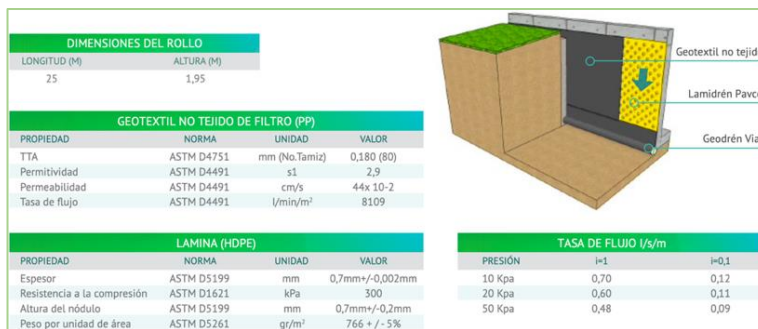 DIMENSIONES DEL ROLLO
LONGITUD (M) ALTURA (M)
25 1,95
GEOTEXTIL NO TEJIDO DE FILTRO (PP)
PROPIEDAD NORMA UNIDAD VALOR
TTA ASTM D4751 mm (No.Tamiz) 0,180 (80)
Permitividad ASTM D4491 s1 2,9
Permeabilidad ASTM D4491 cm/s 44x 10-2
Tasa de flujo ASTM D4491 l/min/m² 8109
LAMINA (HDPE)
PROPIEDAD NORMA UNIDAD VALOR
Espesor ASTM D5199 mm 0,7mm+/-0,002mm
Resistencia a la compresión ASTM D1621 kPa 300
Altura del nódulo ASTM D5199 mm 0,7mm+/-0,2mm
Peso por unidad de área ASTM D5261 gr/m² 766 + / - 5%
Geotextil no tejido
Lamidrén Pavco
Geodrén Via
TASA DE FLUJO l/s/m
PRESIÓN i=1 i=0,1
10 Kpa 0,70 0,12
20 Kpa 0,60 0,11
50 Kpa 0,48 0,09